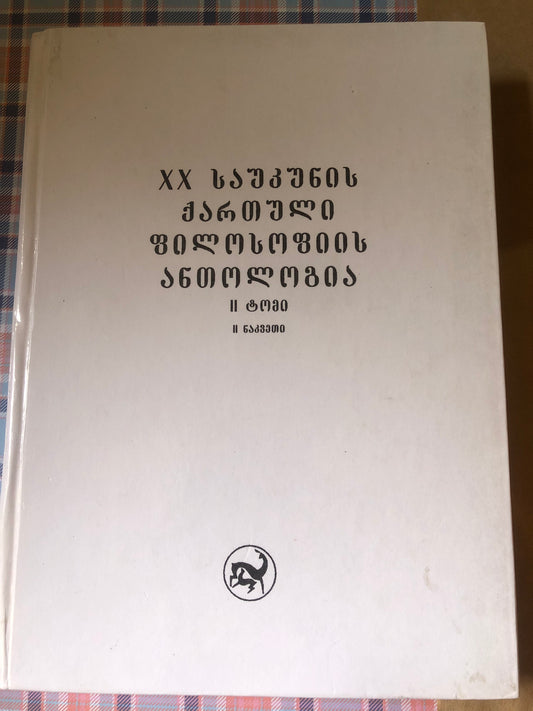 XX საუკუნის
ქართული
ფილოსოფიის
ანთოლოგია
II ტომი
II ნაკვეთი